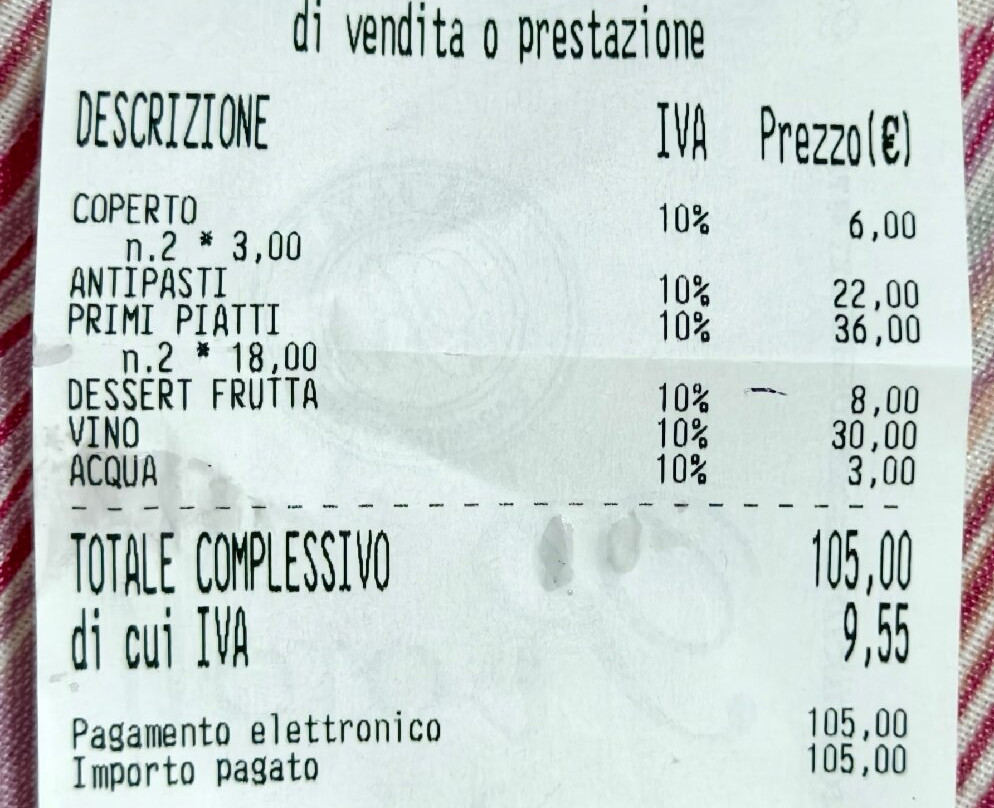 di vendita o prestazione
DESCRIZIONE IVA Prezzo(€)
COPERTO 10% 6,00
n.2 * 3,00
ANTIPASTI 10% 22,00
PRIMI PIATTI 10% 36,00
n.2 * 18,00
DESSERT FRUTTA 10% 8,00
VINO 10% 30,00
ACQUA 10% 3,00
TOTALE COMPLESSIVO 105,00
di cui IVA 9,55
Pagamento elettronico 105,00
Importo pagato 105,00